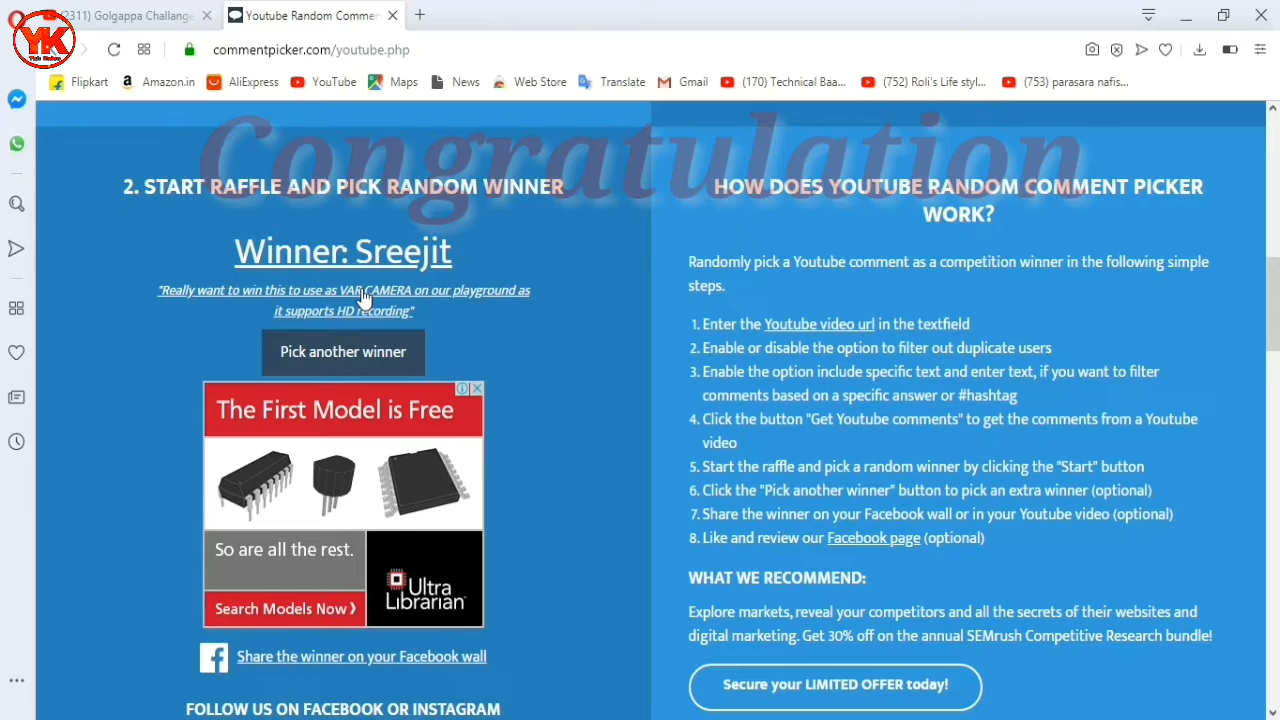 (2311) Golgappa Challange
Youtube Random Commen
YK
commentpicker.com/youtube.php
Flipkart
Amazon.in
AliExpress
YouTube
Maps
News
Web Store
Translate
Gmail
(170) Technical Baa...
(752) Roli's Life styl...
(753) parasara nafis...
Congratulation
2. START RAFFLE AND PICK RANDOM WINNER
Winner: Sreejit
"Really want to win this to use as VAR CAMERA on our playground as
it supports HD recording"
Pick another winner
The First Model is Free
So are all the rest.
Search Models Now ❯
Ultra
Librarian
Share the winner on your Facebook wall
FOLLOW US ON FACEBOOK OR INSTAGRAM
HOW DOES YOUTUBE RANDOM COMMENT PICKER
WORK?
Randomly pick a Youtube comment as a competition winner in the following simple
steps.
1. Enter the Youtube video url in the textfield
2. Enable or disable the option to filter out duplicate users
3. Enable the option include specific text and enter text, if you want to filter
comments based on a specific answer or #hashtag
4. Click the button "Get Youtube comments" to get the comments from a Youtube
video
5. Start the raffle and pick a random winner by clicking the "Start" button
6. Click the "Pick another winner" button to pick an extra winner (optional)
7. Share the winner on your Facebook wall or in your Youtube video (optional)
8. Like and review our Facebook page (optional)
WHAT WE RECOMMEND:
Explore markets, reveal your competitors and all the secrets of their websites and
digital marketing. Get 30% off on the annual SEMrush Competitive Research bundle!
Secure your LIMITED OFFER today!